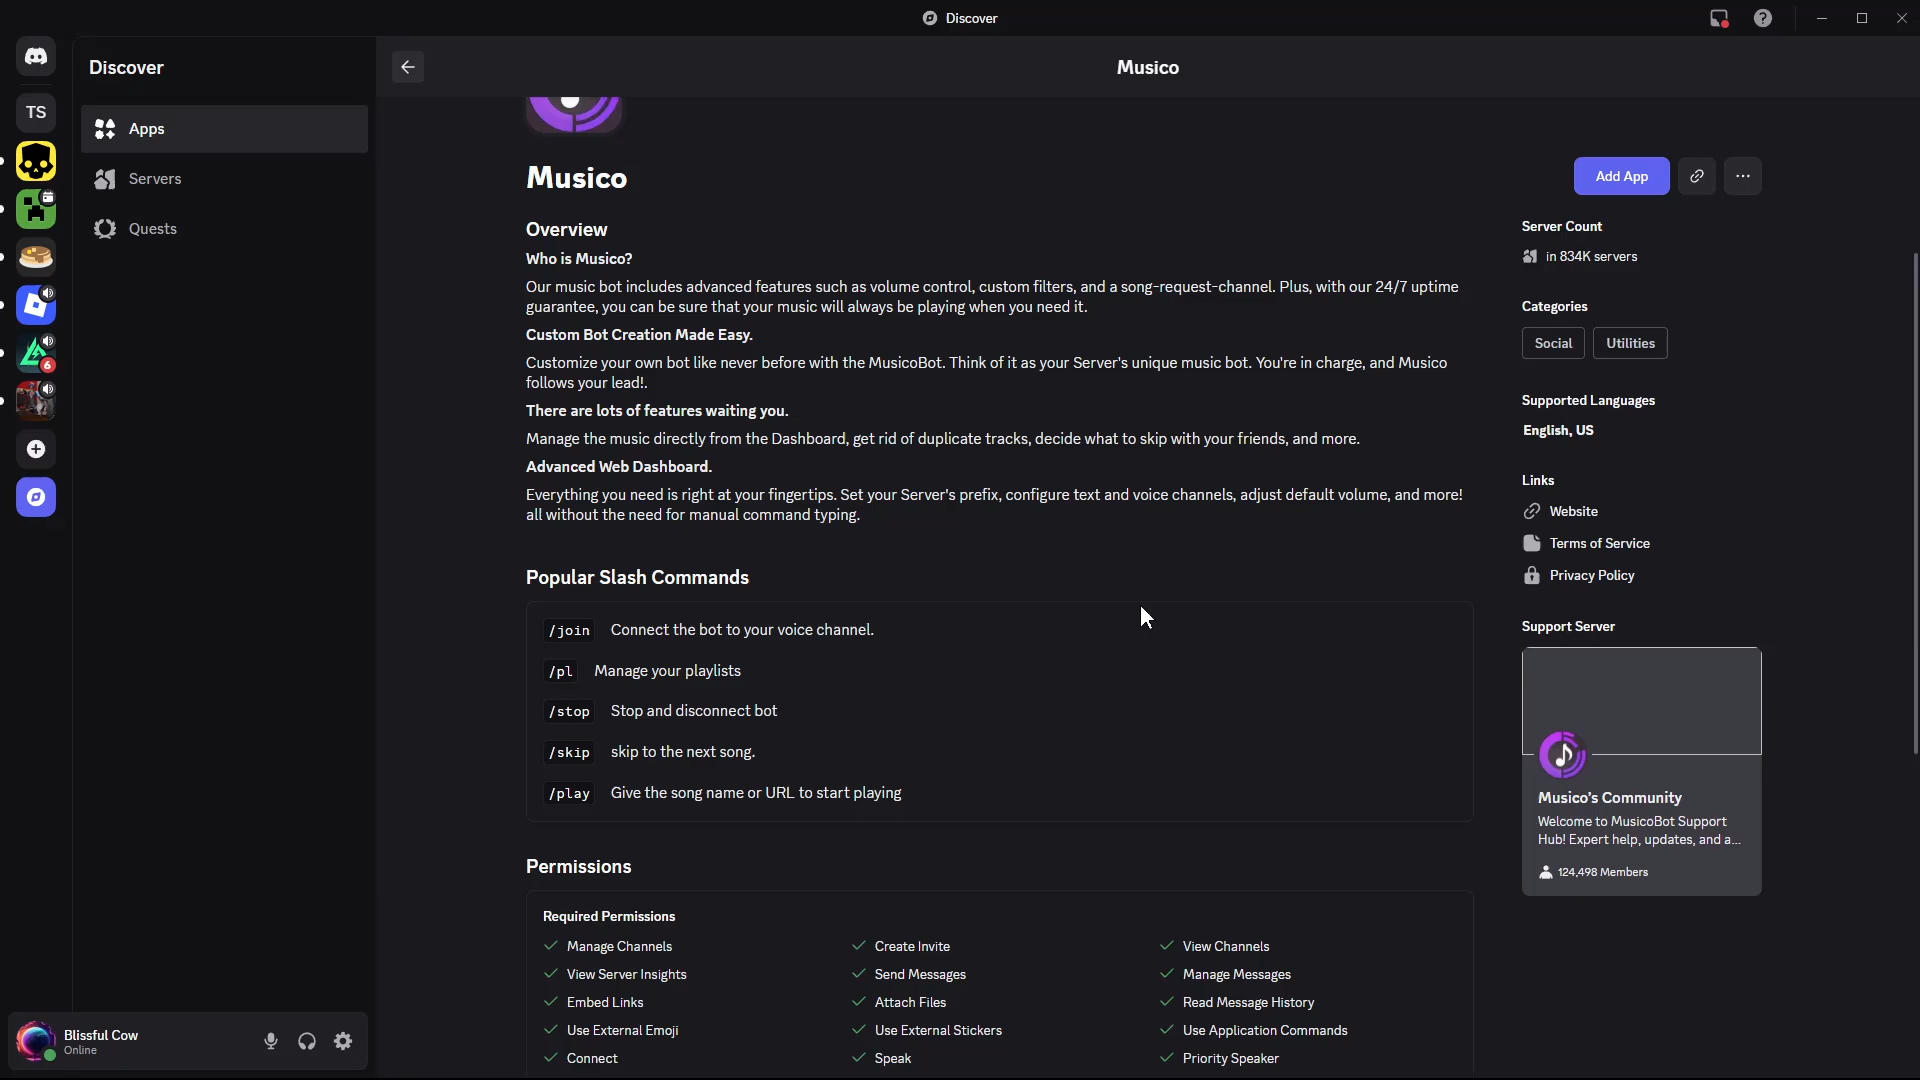 Discover
Discover
Musico
TS
Apps
Servers
Quests
6
Musico
Add App
Overview
Who is Musico?
Our music bot includes advanced features such as volume control, custom filters, and a song-request-channel. Plus, with our 24/7 uptime
guarantee, you can be sure that your music will always be playing when you need it.
Custom Bot Creation Made Easy.
Customize your own bot like never before with the MusicoBot. Think of it as your Server's unique music bot. You're in charge, and Musico
follows your lead!.
There are lots of features waiting you.
Manage the music directly from the Dashboard, get rid of duplicate tracks, decide what to skip with your friends, and more.
Advanced Web Dashboard.
Everything you need is right at your fingertips. Set your Server's prefix, configure text and voice channels, adjust default volume, and more!
all without the need for manual command typing.
Popular Slash Commands
/join Connect the bot to your voice channel.
/pl Manage your playlists
/stop Stop and disconnect bot
/skip skip to the next song.
/play Give the song name or URL to start playing
Permissions
Required Permissions
Manage Channels Create Invite View Channels
View Server Insights Send Messages Manage Messages
Embed Links Attach Files Read Message History
Use External Emoji Use External Stickers Use Application Commands
Connect Speak Priority Speaker
Server Count
in 834K servers
Categories
Social Utilities
Supported Languages
English, US
Links
Website
Terms of Service
Privacy Policy
Support Server
Musico's Community
Welcome to MusicoBot Support
Hub! Expert help, updates, and a...
124,498 Members
Blissful Cow
Online